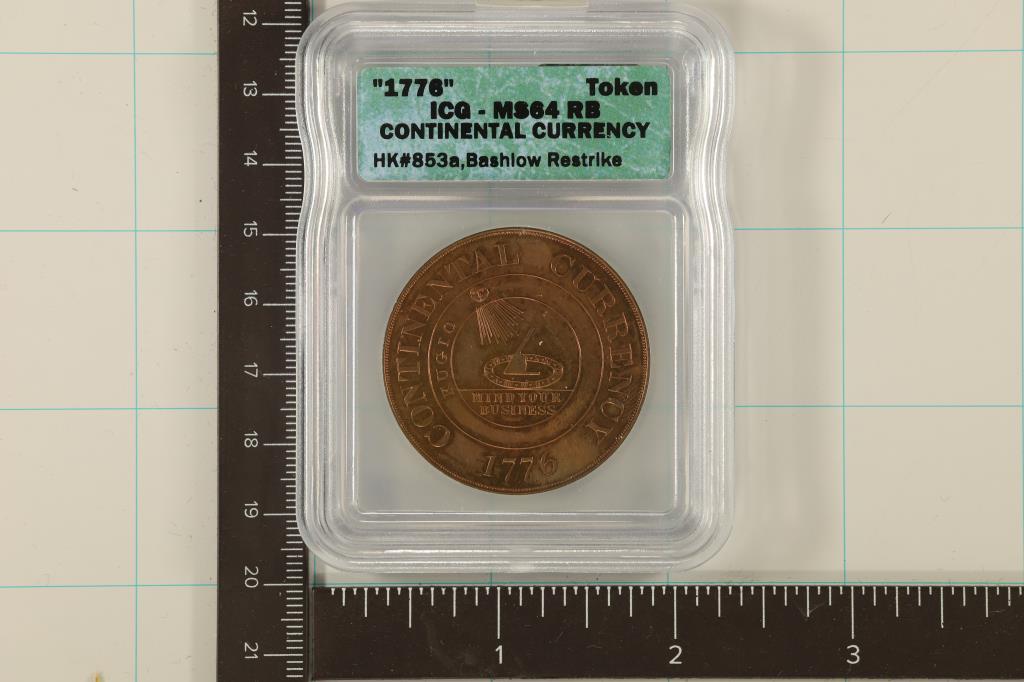 "1776" Token
ICG - MS64 RB
CONTINENTAL CURRENCY
HK#853a,Bashlow Restrike
CONTINENTAL CURRENCY
FUGIO
MIND YOUR
BUSINESS
1776
12
13
14
15
16
17
18
19
20
21
1 2 3